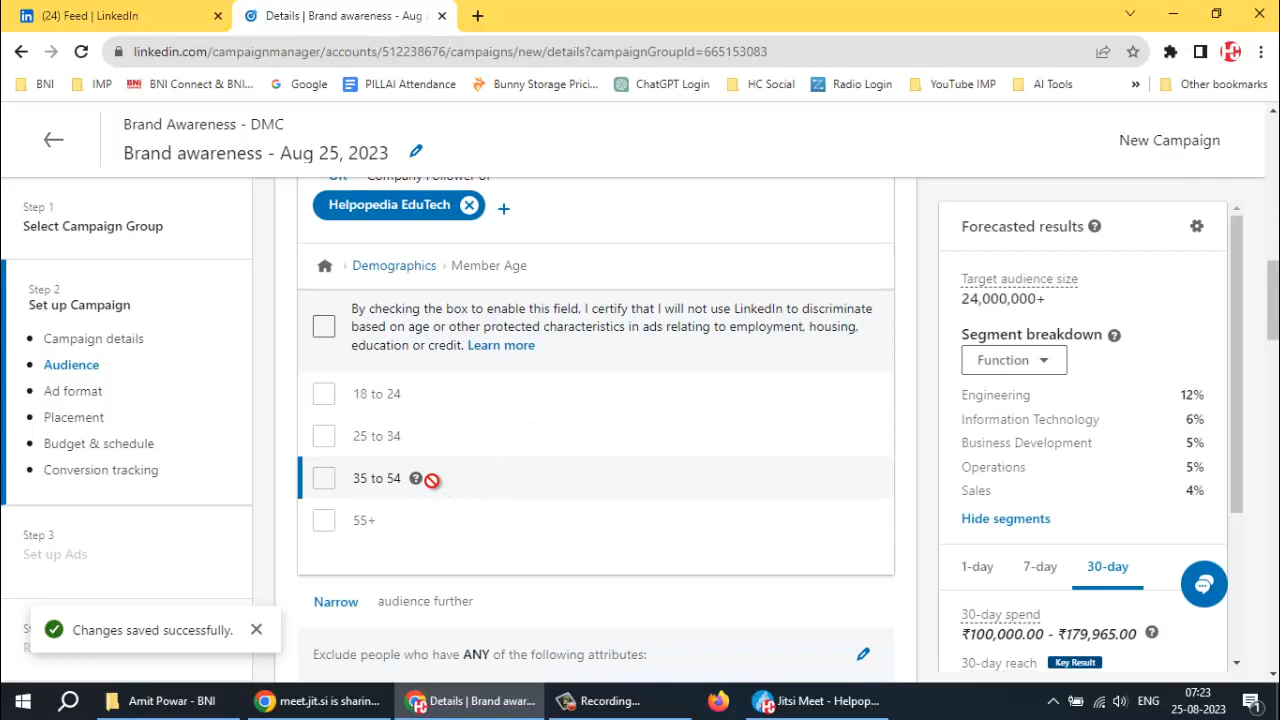 (24) Feed | LinkedIn
Details | Brand awareness - Aug
linkedin.com/campaignmanager/accounts/512238676/campaigns/new/details?campaignGroupId=665153083
BNI IMP BNI BNI Connect & BNI... Google PILLAI Attendance Bunny Storage Prici... ChatGPT Login HC Social Radio Login YouTube IMP AI Tools » Other bookmarks
Brand Awareness - DMC
Brand awareness - Aug 25, 2023
New Campaign
Step 1
Select Campaign Group
Step 2
Set up Campaign
Campaign details
Audience
Ad format
Placement
Budget & schedule
Conversion tracking
Step 3
Set up Ads
Changes saved successfully.
OR Company Follower of
Helpopedia EduTech
Demographics › Member Age
By checking the box to enable this field, I certify that I will not use LinkedIn to discriminate
based on age or other protected characteristics in ads relating to employment, housing,
education or credit. Learn more
18 to 24
25 to 34
35 to 54
55+
Narrow audience further
Exclude people who have ANY of the following attributes:
Forecasted results
Target audience size
24,000,000+
Segment breakdown
Function
Engineering 12%
Information Technology 6%
Business Development 5%
Operations 5%
Sales 4%
Hide segments
1-day 7-day 30-day
30-day spend
₹100,000.00 - ₹179,965.00
30-day reach Key Result
Amit Powar - BNI
meet.jit.si is sharin...
Details | Brand awar...
Recording...
Jitsi Meet - Helpop...
ENG
07:23
25-08-2023
1